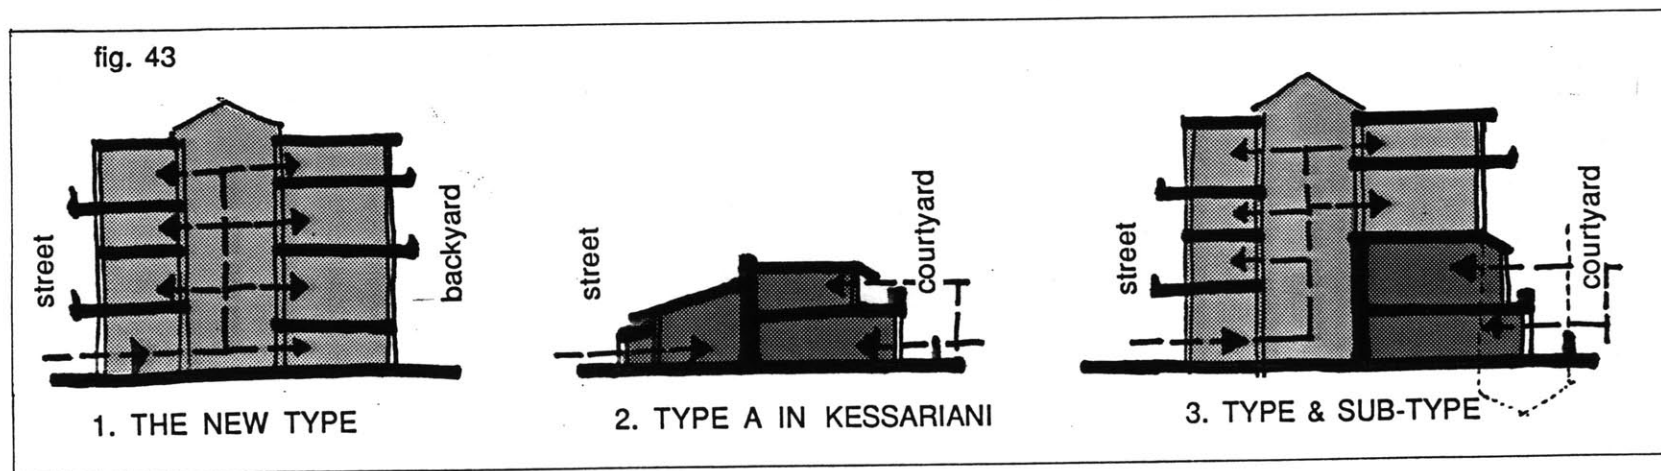 fig. 43
street
backyard
1. THE NEW TYPE
street
courtyard
2. TYPE A IN KESSARIANI
street
courtyard
3. TYPE & SUB-TYPE